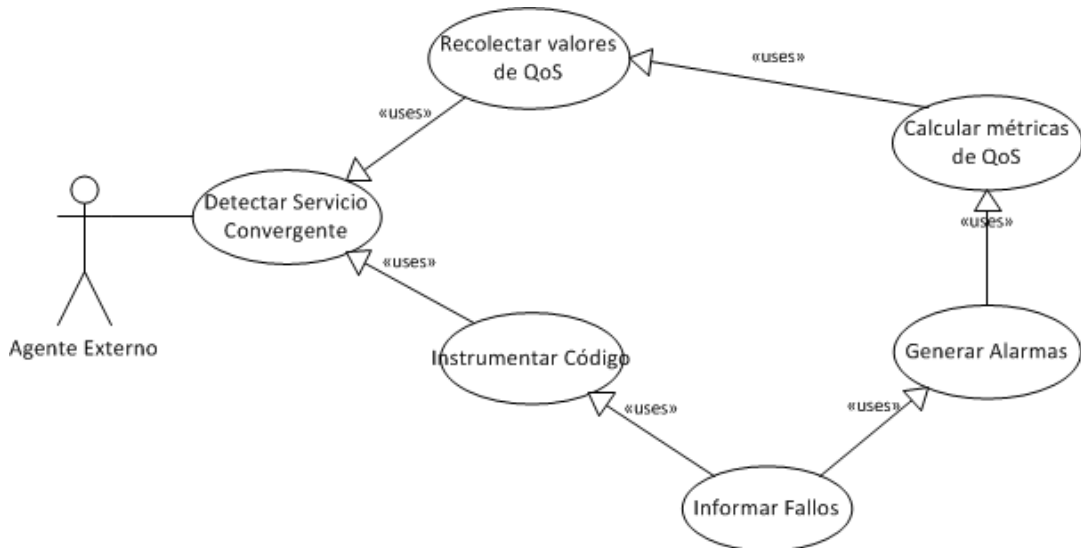 Recolectar valores
de QoS
«uses»
Calcular métricas
de QoS
«uses»
Detectar Servicio
Convergente
«uses»
«uses»
Agente Externo
Instrumentar Código
Generar Alarmas
«uses»
«uses»
Informar Fallos